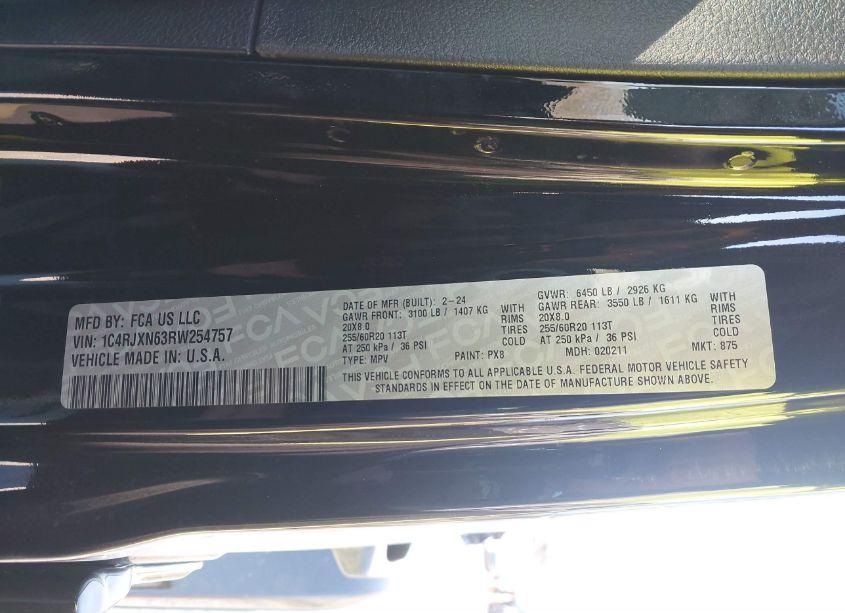 MFD BY: FCA US LLC
VIN: 1C4RJXN63RW254757
VEHICLE MADE IN U.S.A.
DATE OF MFR (BUILT): 2-24
GAWR FRONT: 3100 LB / 1407 KG WITH
20X8.0 RIMS
255/60R20 113T TIRES
AT 250 kPa / 36 PSI COLD
TYPE: MPV PAINT: PX8
GVWR: 6450 LB / 2926 KG
GAWR REAR: 3550 LB / 1611 KG WITH
20X8.0 RIMS
255/60R20 113T TIRES
AT 250 kPa / 36 PSI COLD
MDH: 020211 MKT: 875
THIS VEHICLE CONFORMS TO ALL APPLICABLE U.S.A. FEDERAL MOTOR VEHICLE SAFETY
STANDARDS IN EFFECT ON THE DATE OF MANUFACTURE SHOWN ABOVE.